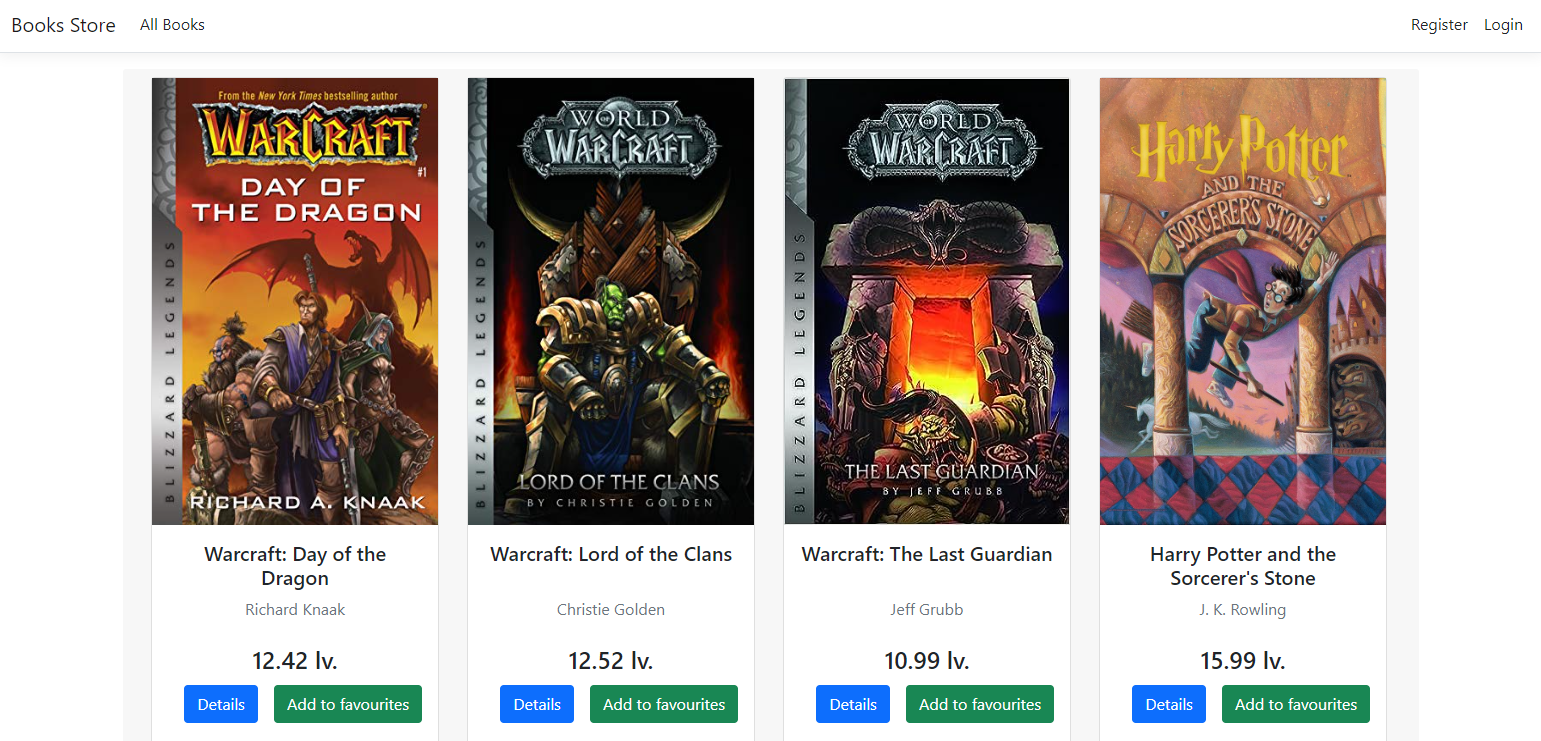 Books Store All Books Register Login
From the New York Times bestselling author
WARCRAFT
#1
DAY OF
THE DRAGON
BLIZZARD LEGENDS
RICHARD A. KNAAK
WORLD
OF
WARCRAFT
BLIZZARD LEGENDS
LORD OF THE CLANS
BY CHRISTIE GOLDEN
WORLD
OF
WARCRAFT
BLIZZARD LEGENDS
THE LAST GUARDIAN
BY JEFF GRUBB
Harry Potter
AND THE
SORCERER'S STONE
Warcraft: Day of the
Dragon
Richard Knaak
12.42 lv.
Details Add to favourites
Warcraft: Lord of the Clans
Christie Golden
12.52 lv.
Details Add to favourites
Warcraft: The Last Guardian
Jeff Grubb
10.99 lv.
Details Add to favourites
Harry Potter and the
Sorcerer's Stone
J. K. Rowling
15.99 lv.
Details Add to favourites